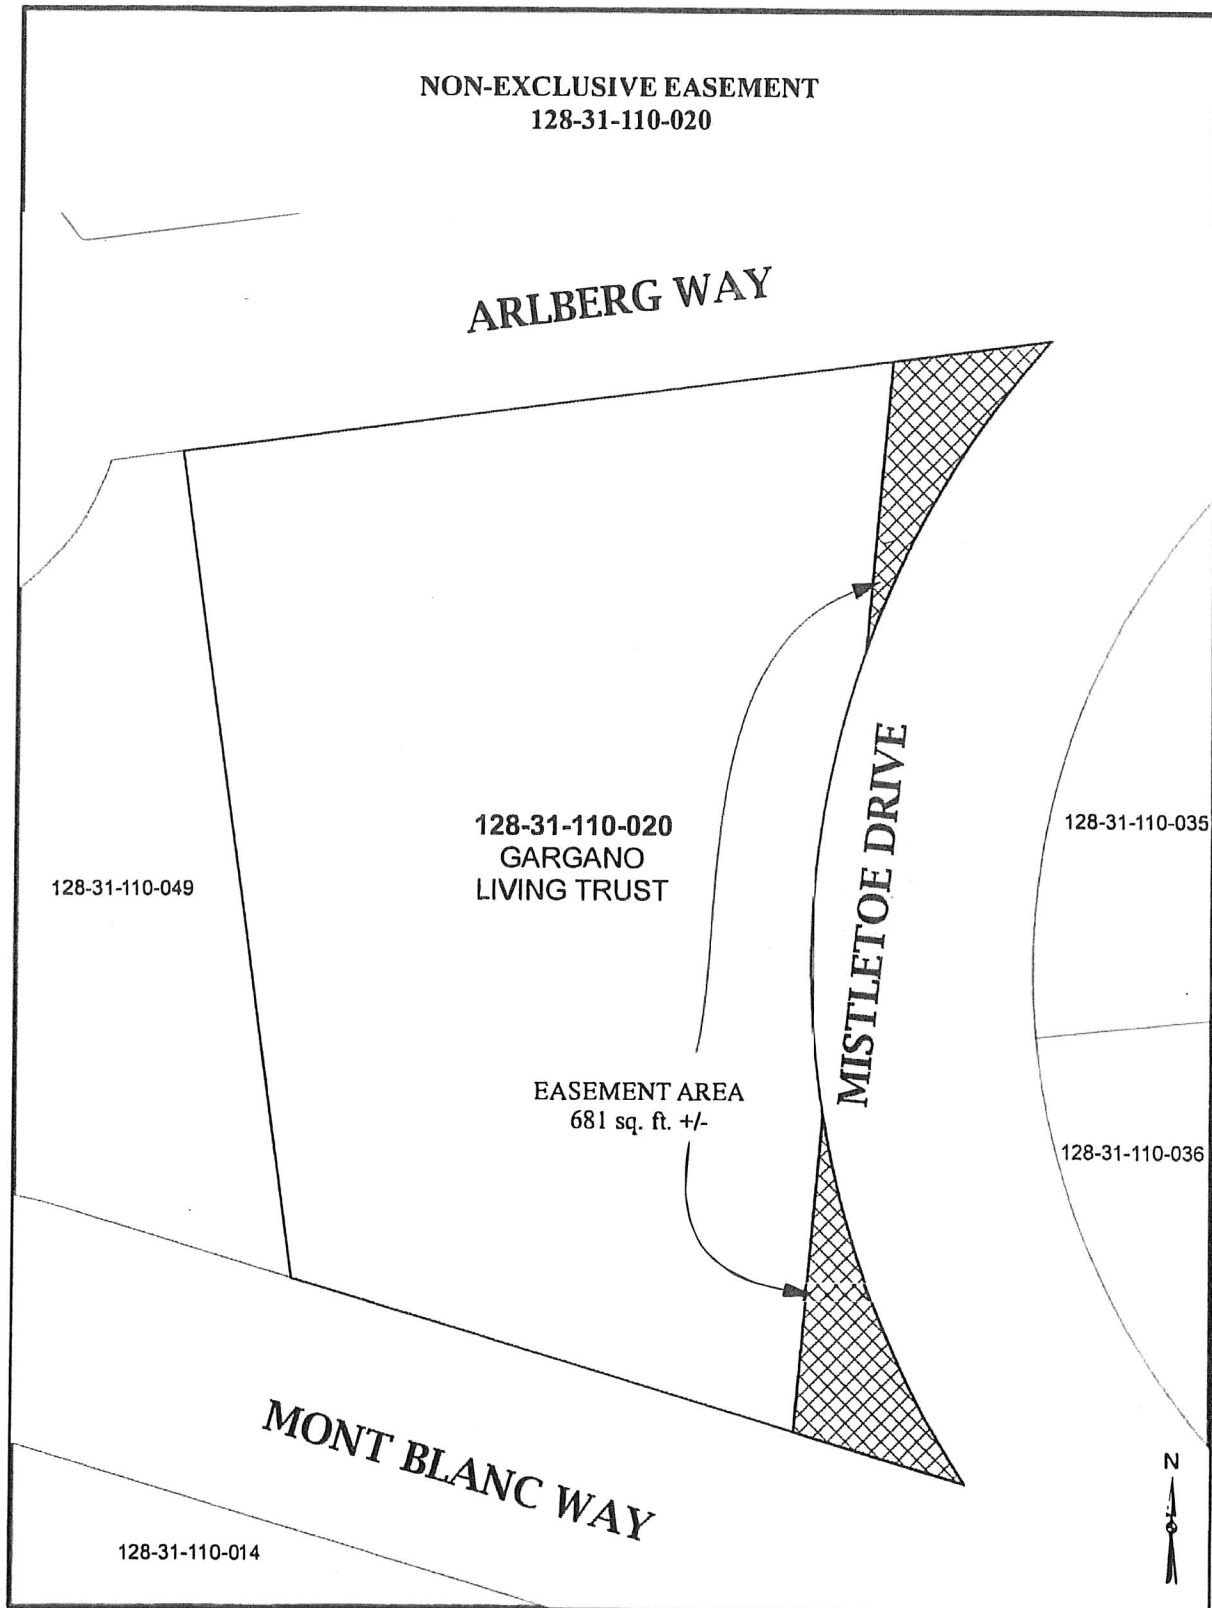 NON-EXCLUSIVE EASEMENT
128-31-110-020
ARLBERG WAY
128-31-110-020
GARGANO
LIVING TRUST
128-31-110-049
MISTLETOE DRIVE
128-31-110-035
EASEMENT AREA
681 sq. ft. +/-
128-31-110-036
MONT BLANC WAY
N
128-31-110-014